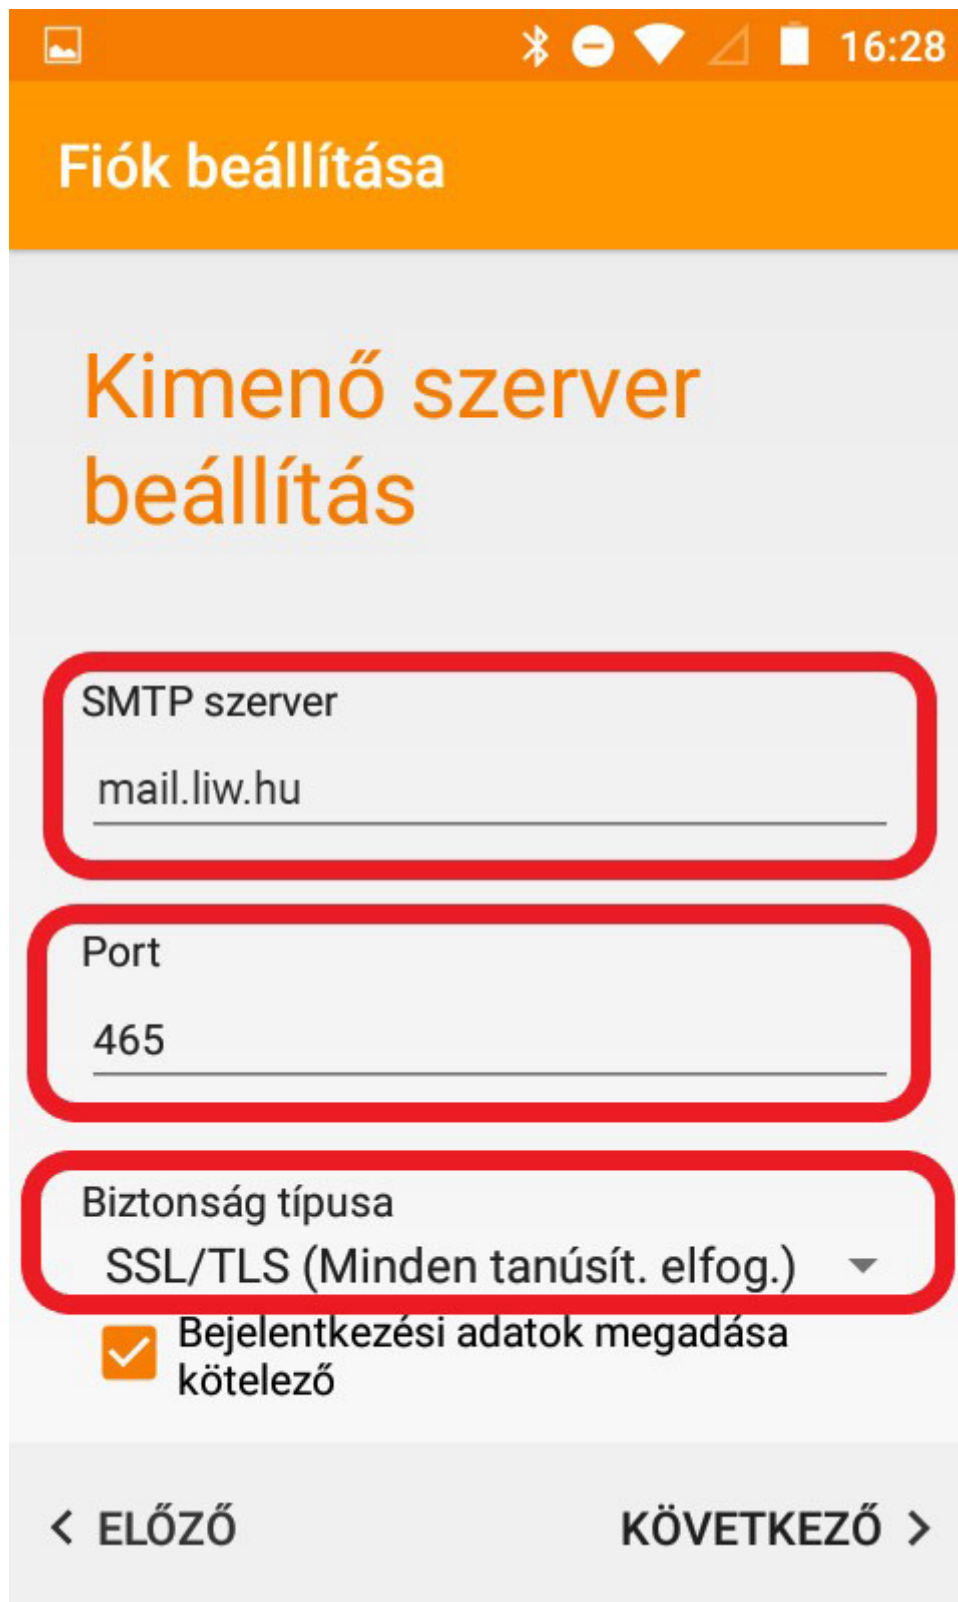 16:28
Fiók beállítása
Kimenő szerver
beállítás
SMTP szerver
mail.liw.hu
Port
465
Biztonság típusa
SSL/TLS (Minden tanúsít. elfog.)
Bejelentkezési adatok megadása
kötelező
ELŐZŐ KÖVETKEZŐ